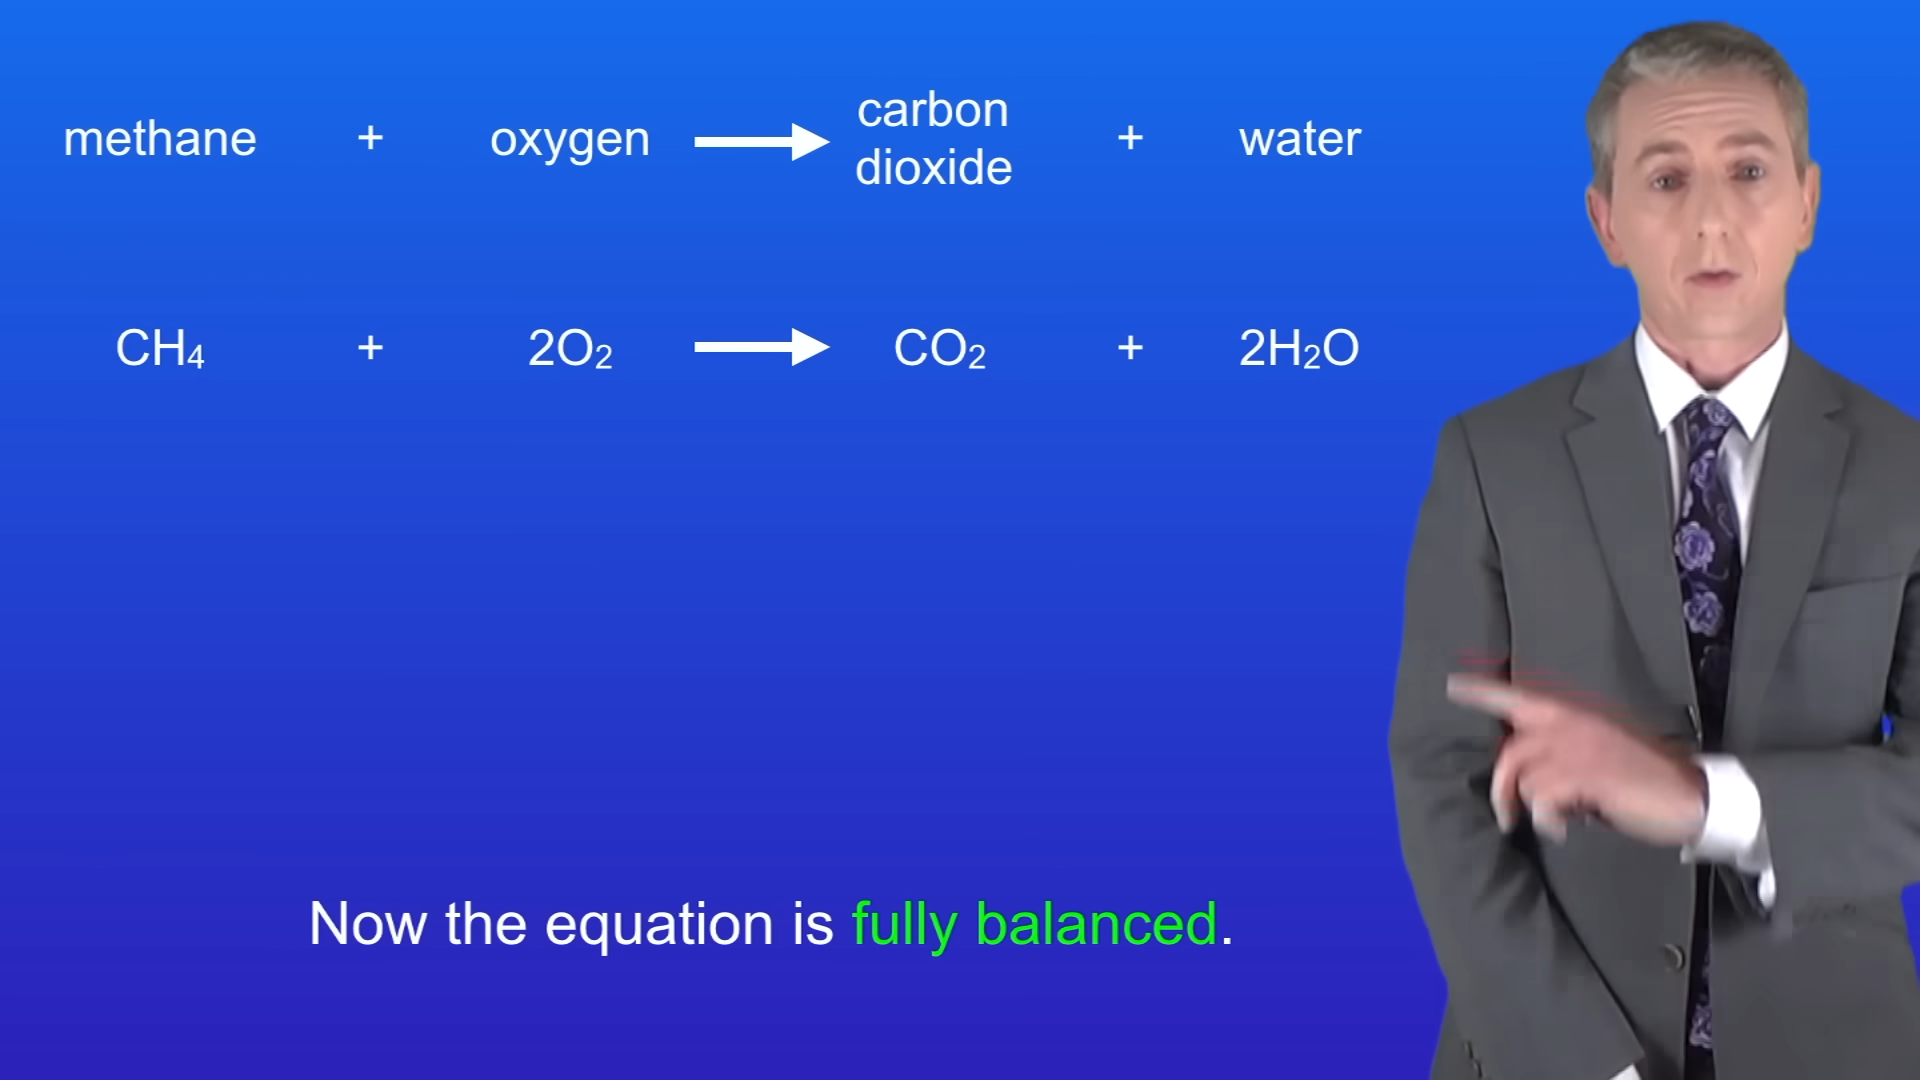 methane + oxygen → carbon dioxide + water
CH₄ + 2O₂ → CO₂ + 2H₂O
Now the equation is fully balanced.